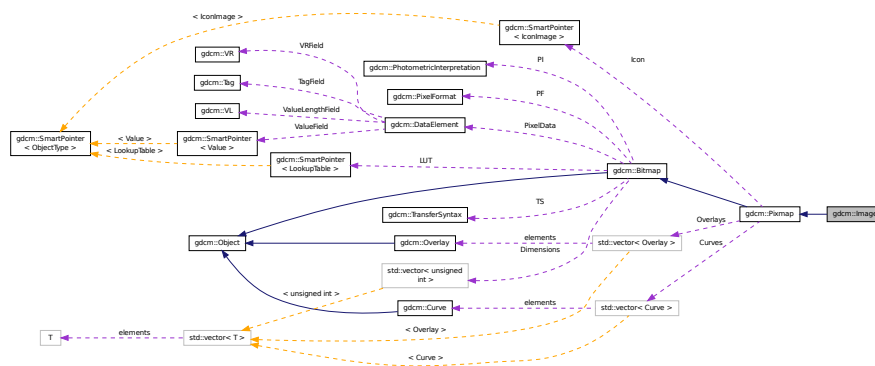 < IconImage >
gdcm::SmartPointer
< IconImage >
VRField
gdcm::VR
PI
Icon
gdcm::PhotometricInterpretation
TagField
gdcm::Tag
PF
gdcm::PixelFormat
ValueLengthField
gdcm::VL
gdcm::DataElement
PixelData
ValueField
gdcm::SmartPointer
< ObjectType >
< Value >
gdcm::SmartPointer
< Value >
< LookupTable >
gdcm::SmartPointer
< LookupTable >
LUT
gdcm::Bitmap
TS
gdcm::TransferSyntax
gdcm::Pixmap
gdcm::Image
Overlays
gdcm::Object
gdcm::Overlay
elements
std::vector< Overlay >
Curves
Dimensions
std::vector< unsigned
int >
< unsigned int >
gdcm::Curve
elements
std::vector< Curve >
< Overlay >
T
elements
std::vector< T >
< Curve >